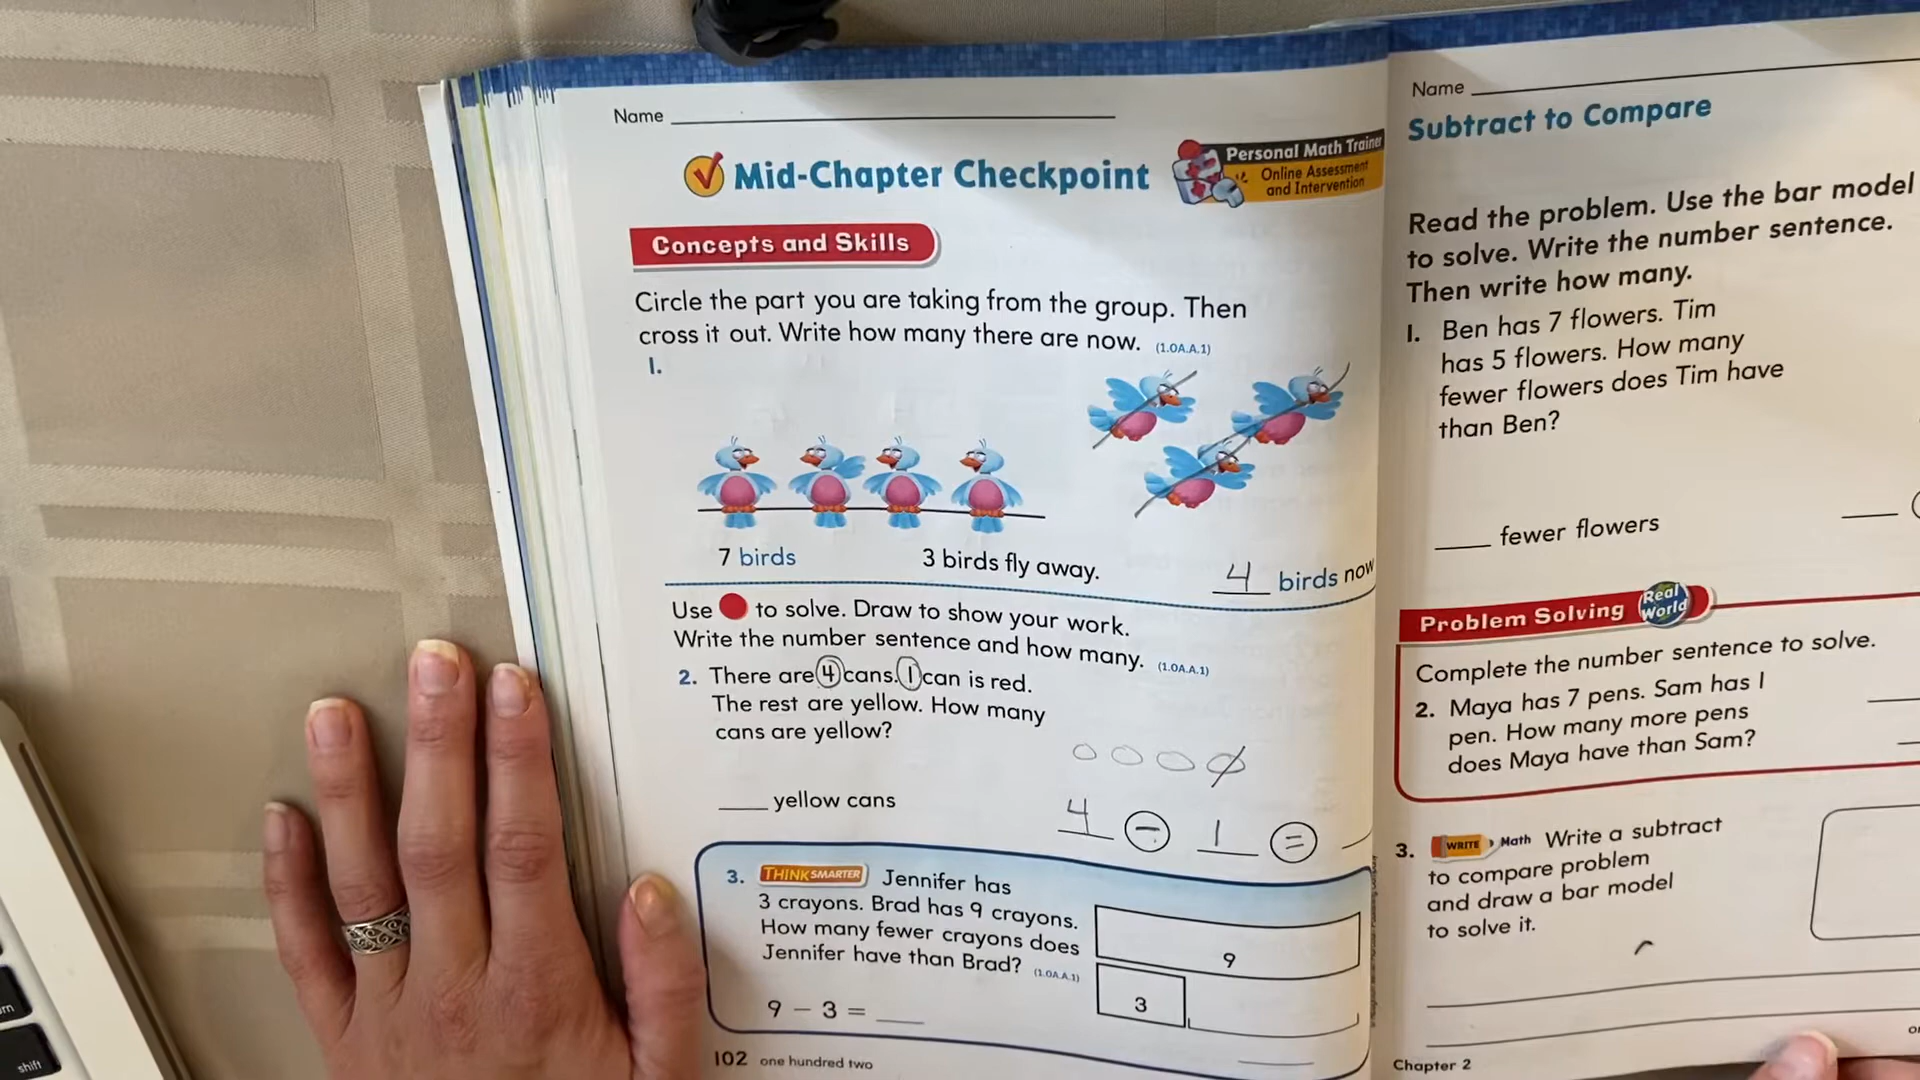 Name
Mid-Chapter Checkpoint
Personal Math Trainer
Online Assessment
and Intervention
Concepts and Skills
Circle the part you are taking from the group. Then
cross it out. Write how many there are now. (1.OA.A.1)
1.
7 birds
3 birds fly away.
4 birds now
Use to solve. Draw to show your work.
Write the number sentence and how many. (1.OA.A.1)
2. There are 4 cans. 1 can is red.
The rest are yellow. How many
cans are yellow?
yellow cans
4 - 1 =
3. THINK SMARTER Jennifer has
3 crayons. Brad has 9 crayons.
How many fewer crayons does
Jennifer have than Brad? (1.OA.A.1)
9 - 3 = ____
9
3
102 one hundred two
Name
Subtract to Compare
Read the problem. Use the bar model
to solve. Write the number sentence.
Then write how many.
1. Ben has 7 flowers. Tim
has 5 flowers. How many
fewer flowers does Tim have
than Ben?
fewer flowers
Problem Solving Real World
Complete the number sentence to solve.
2. Maya has 7 pens. Sam has 1
pen. How many more pens
does Maya have than Sam?
3. WRITE Math Write a subtract
to compare problem
and draw a bar model
to solve it.
Chapter 2
shift